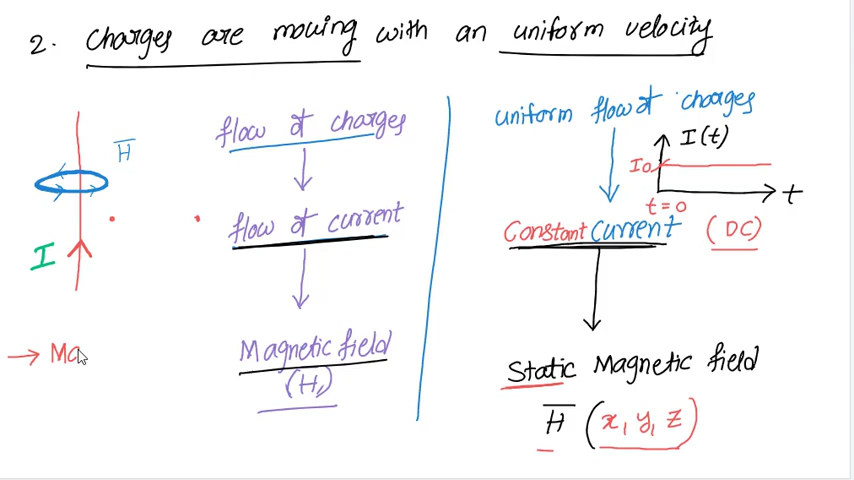 2. Charges are moving with an uniform velocity
H
I
→ Ma
flow of charges
flow of current
Magnetic field
(H)
uniform flow of charges
I(t)
I0
t
t = 0
Constant Current (DC)
Static Magnetic field
H (x, y, z)